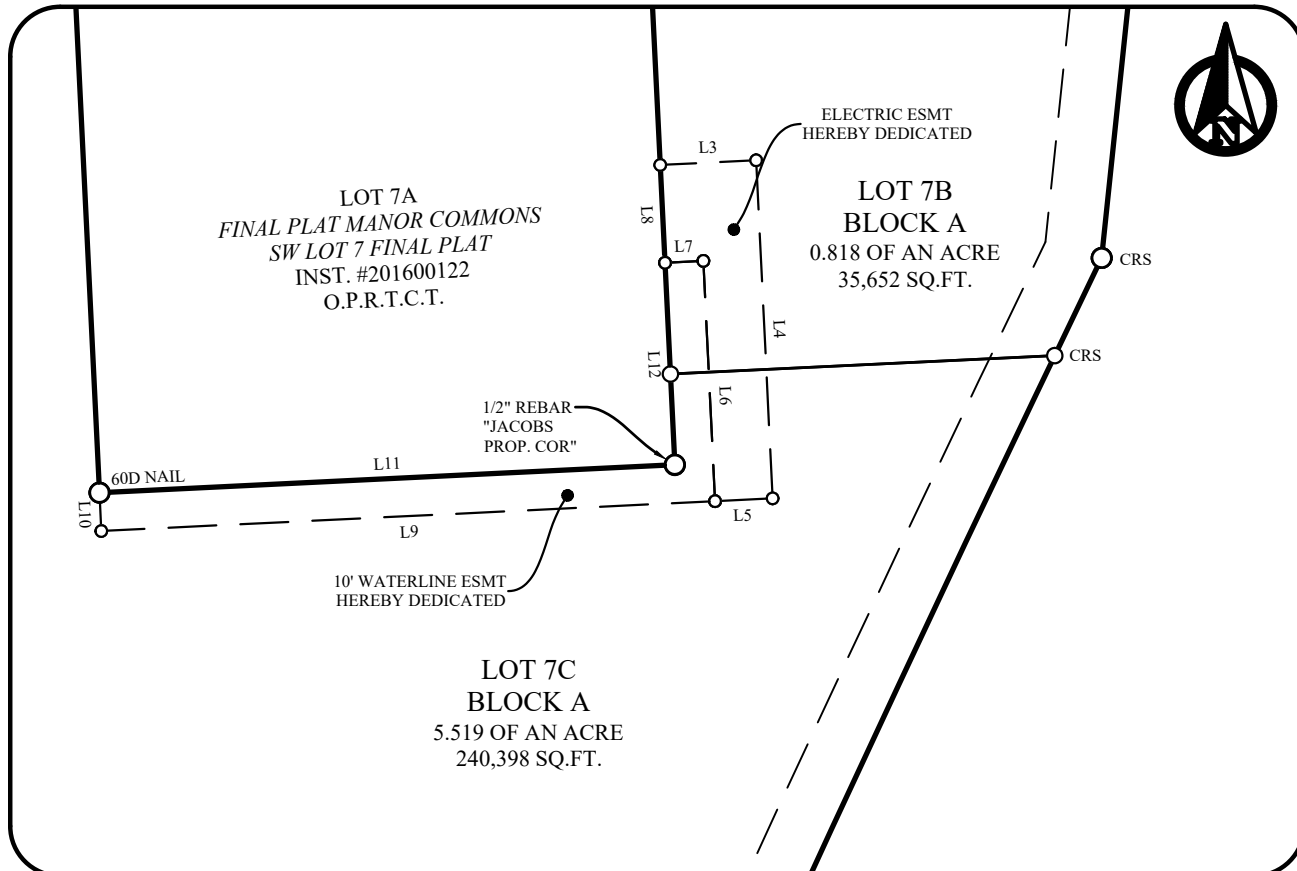 ELECTRIC ESMT
HEREBY DEDICATED
N
L3
LOT 7A
FINAL PLAT MANOR COMMONS
SW LOT 7 FINAL PLAT
INST. #201600122
O.P.R.T.C.T.
L8
L7
LOT 7B
BLOCK A
0.818 OF AN ACRE
35,652 SQ.FT.
CRS
L4
L12
CRS
L6
1/2" REBAR
"JACOBS
PROP. COR"
L11
60D NAIL
L10
L9
L5
10' WATERLINE ESMT
HEREBY DEDICATED
LOT 7C
BLOCK A
5.519 OF AN ACRE
240,398 SQ.FT.